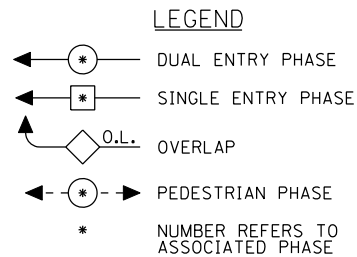 LEGEND
* DUAL ENTRY PHASE
* SINGLE ENTRY PHASE
O.L. OVERLAP
* PEDESTRIAN PHASE
* NUMBER REFERS TO
ASSOCIATED PHASE